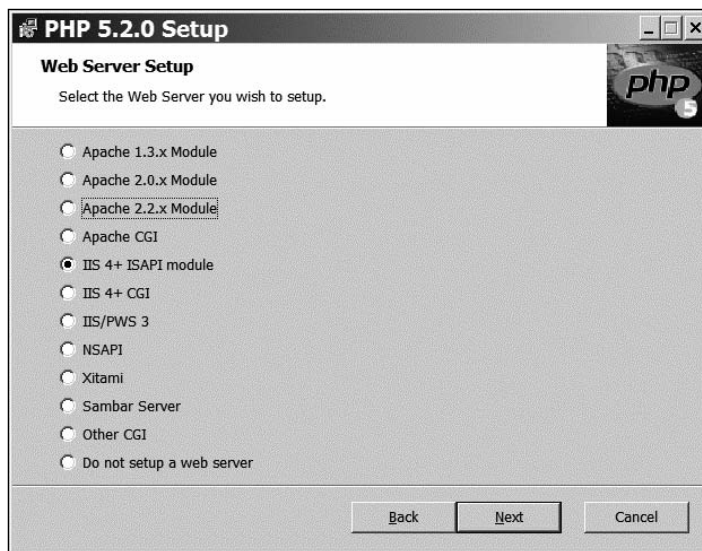 PHP 5.2.0 Setup
Web Server Setup
Select the Web Server you wish to setup.
php
5
Apache 1.3.x Module
Apache 2.0.x Module
Apache 2.2.x Module
Apache CGI
IIS 4+ ISAPI module
IIS 4+ CGI
IIS/PWS 3
NSAPI
Xitami
Sambar Server
Other CGI
Do not setup a web server
Back Next Cancel